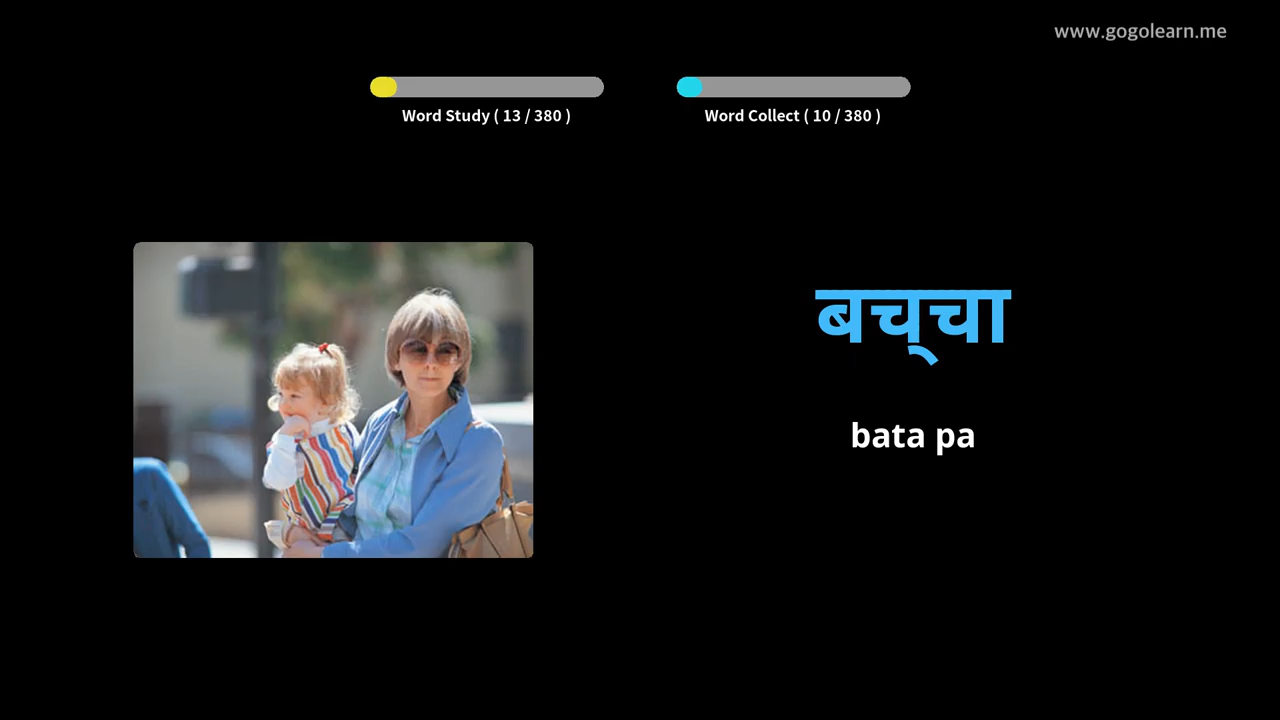 www.gogolearn.me
Word Study ( 13 / 380 )
Word Collect ( 10 / 380 )
बच्‌चा
bata pa